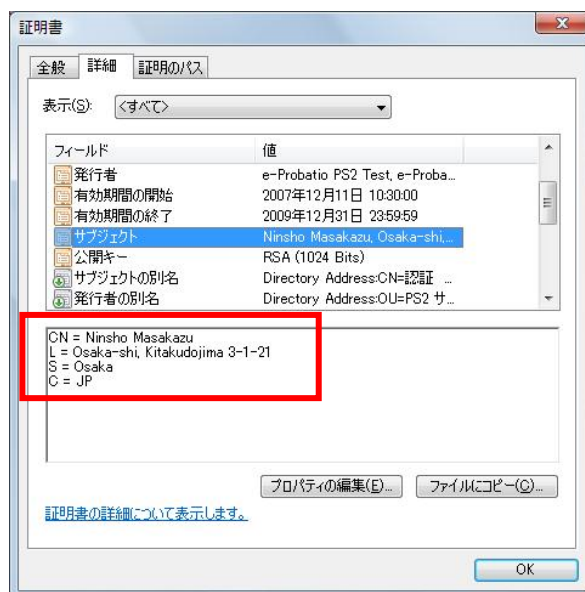 証明書
全般 詳細 証明のパス
表示(S): <すべて>
フィールド 値
発行者 e-Probatio PS2 Test, e-Proba...
有効期間の開始 2007年12月11日 10:30:00
有効期間の終了 2009年12月31日 23:59:59
サブジェクト Ninsho Masakazu, Osaka-shi,...
公開キー RSA (1024 Bits)
サブジェクトの別名 Directory Address:CN=認証 ...
発行者の別名 Directory Address:OU=PS2 サ...
CN = Ninsho Masakazu
L = Osaka-shi, Kitakudojima 3-1-21
S = Osaka
C = JP
プロパティの編集(E)... ファイルにコピー(C)...
証明書の詳細について表示します。
OK